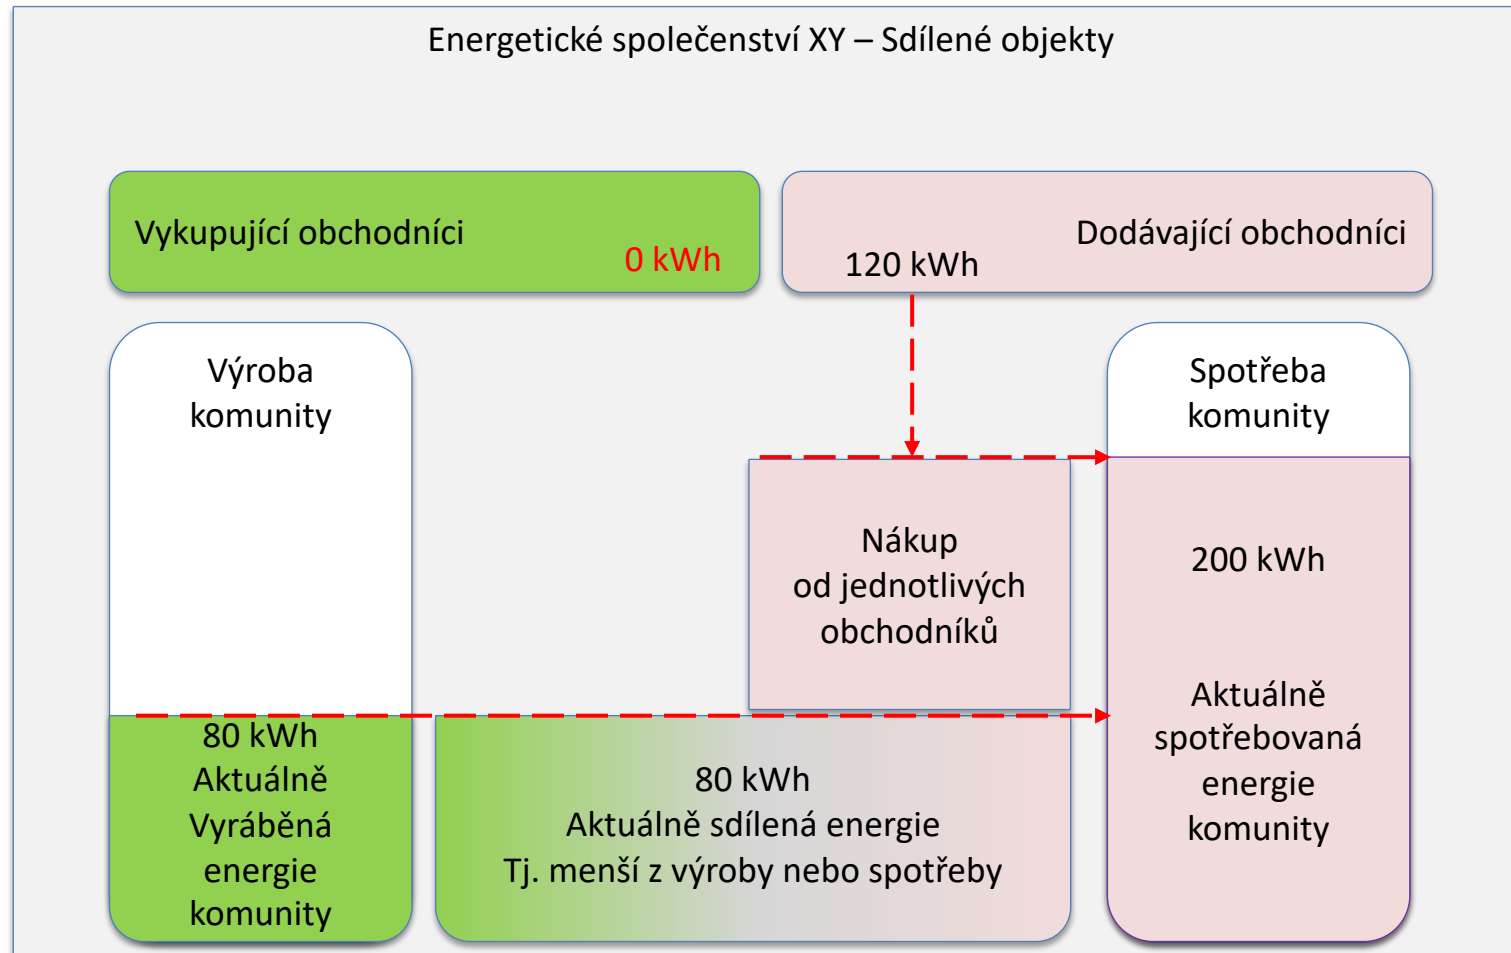 Energetické společenství XY – Sdílené objekty
Vykupující obchodníci
0 kWh
Dodávající obchodníci
120 kWh
Výroba
komunity
Spotřeba
komunity
Nákup
od jednotlivých
obchodníků
200 kWh
Aktuálně
spotřebovaná
energie
komunity
80 kWh
Aktuálně
Vyráběná
energie
komunity
80 kWh
Aktuálně sdílená energie
Tj. menší z výroby nebo spotřeby